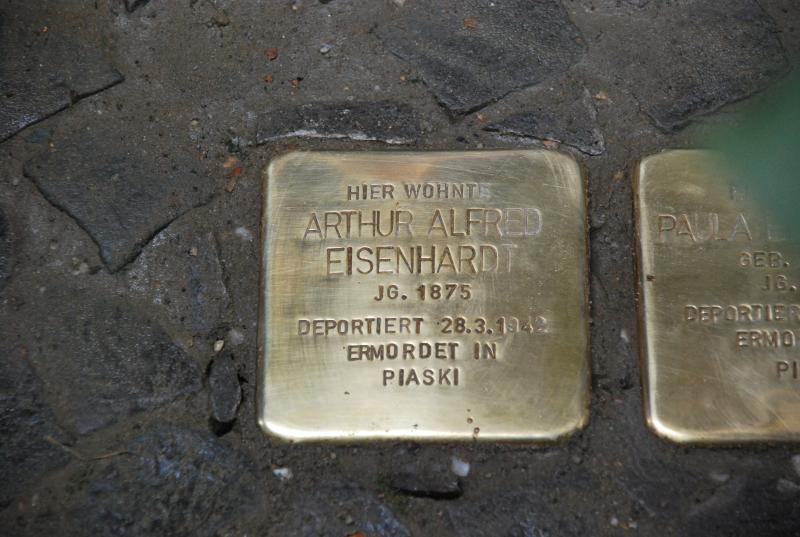 HIER WOHNTE
ARTHUR ALFRED
EISENHARDT
JG. 1875
DEPORTIERT 28.3.1942
ERMORDET IN
PIASKI
PAULA
GEB.
JG.
DEPORTIER
ERMO
PI